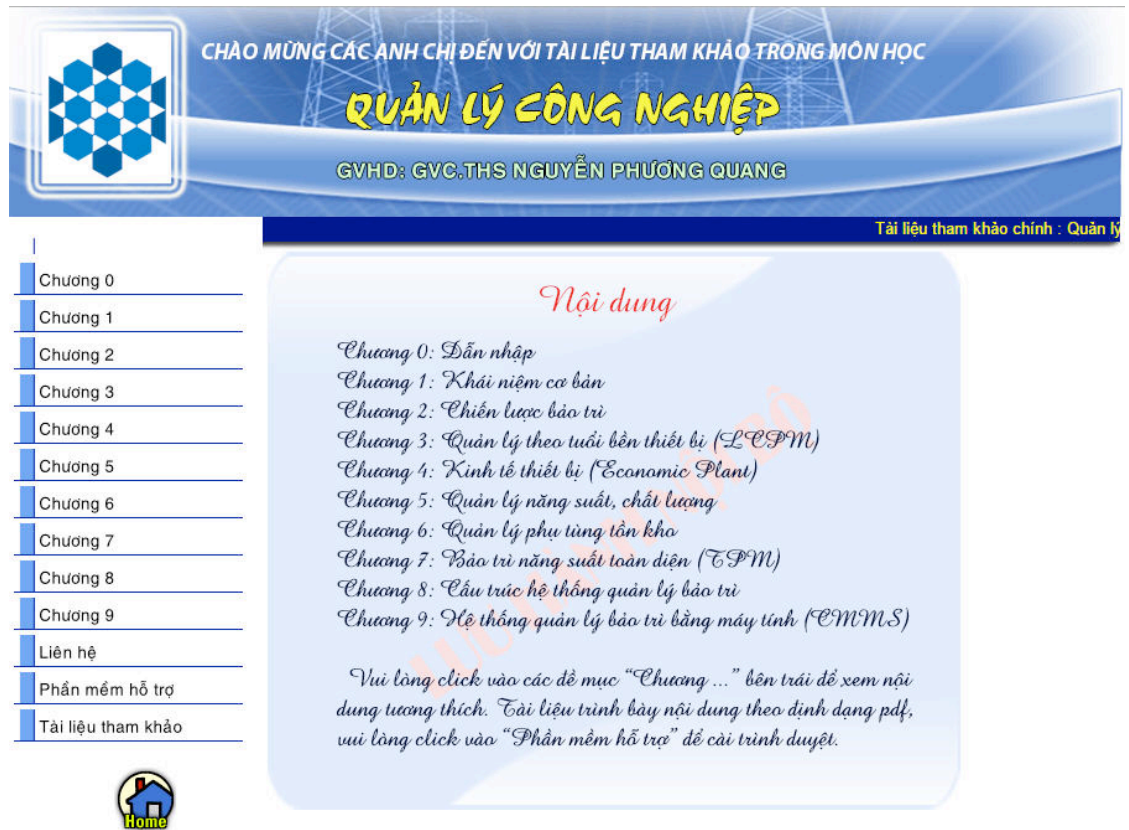 CHÀO MỪNG CÁC ANH CHỊ ĐẾN VỚI TÀI LIỆU THAM KHẢO TRONG MÔN HỌC
QUẢN LÝ CÔNG NGHIỆP
GVHD: GVC.THS NGUYỄN PHƯƠNG QUANG
Tài liệu tham khảo chính : Quản lý
Chương 0
Chương 1
Chương 2
Chương 3
Chương 4
Chương 5
Chương 6
Chương 7
Chương 8
Chương 9
Liên hệ
Phần mềm hỗ trợ
Tài liệu tham khảo
Home
Nội dung
Chương 0: Dẫn nhập
Chương 1: Khái niệm cơ bản
Chương 2: Chiến lược bảo trì
Chương 3: Quản lý theo tuổi bền thiết bị (LCPM)
Chương 4: Kinh tế thiết bị (Economic Plant)
Chương 5: Quản lý năng suất, chất lượng
Chương 6: Quản lý phụ tùng tồn kho
Chương 7: Bảo trì năng suất toàn diện (TPM)
Chương 8: Cấu trúc hệ thống quản lý bảo trì
Chương 9: Hệ thống quản lý bảo trì bằng máy tính (CMMS)
Vui lòng click vào các đề mục “Chương ...” bên trái để xem nội
dung tương thích. Tài liệu trình bày nội dung theo định dạng pdf,
vui lòng click vào “Phần mềm hỗ trợ” để cài trình duyệt.
LƯU HÀNH NỘI BỘ